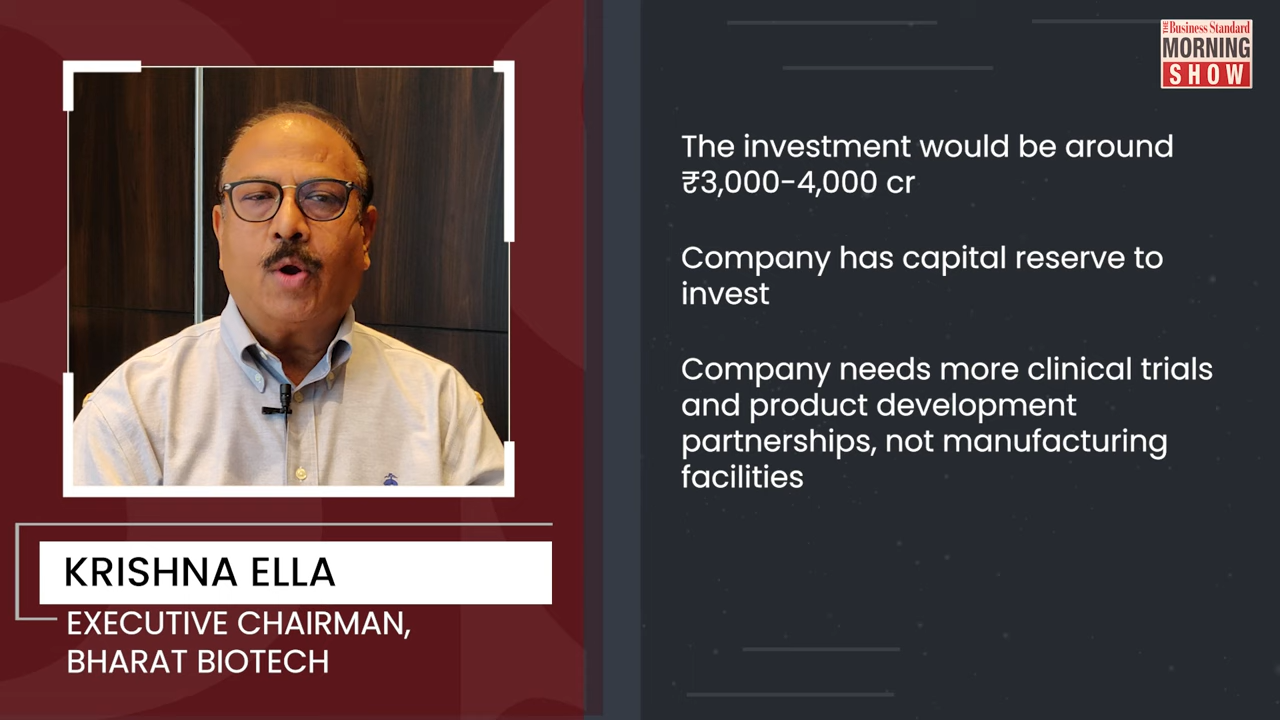 THE Business Standard
MORNING
SHOW
The investment would be around
₹3,000-4,000 cr
Company has capital reserve to
invest
Company needs more clinical trials
and product development
partnerships, not manufacturing
facilities
KRISHNA ELLA
EXECUTIVE CHAIRMAN,
BHARAT BIOTECH